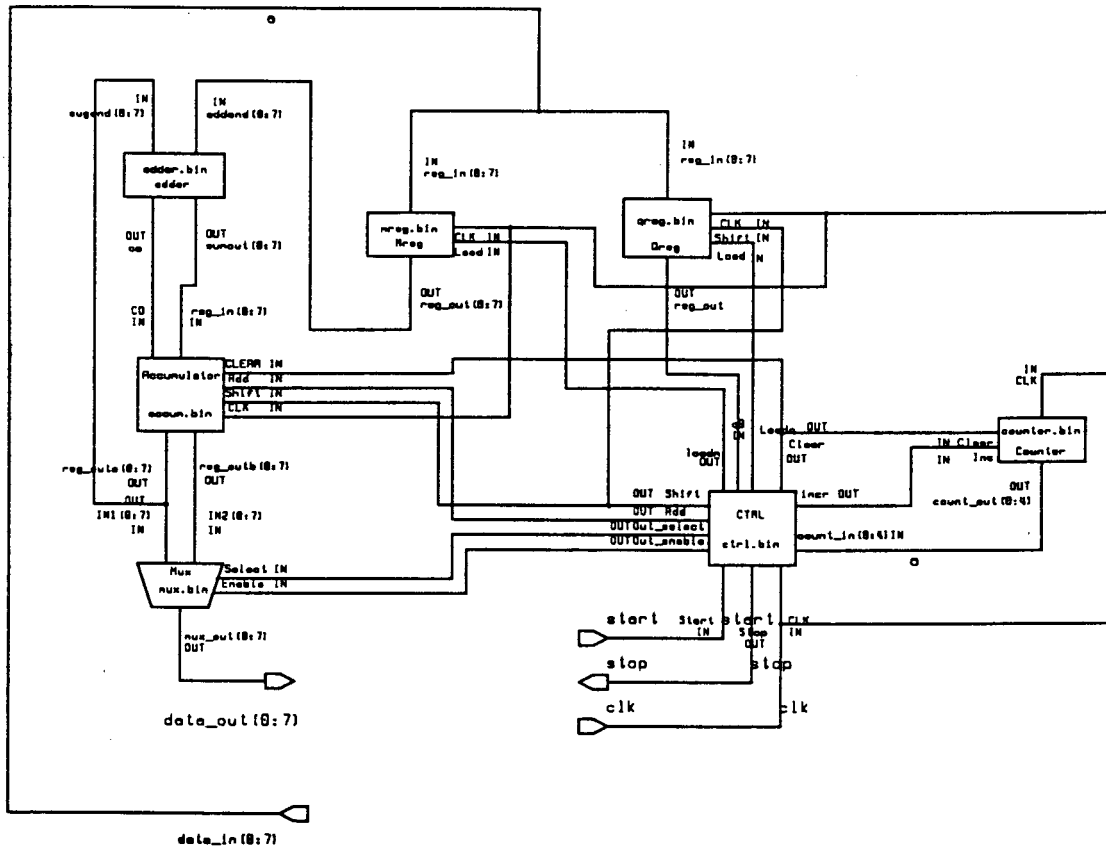 IN
augend(0:7)
IN
addend(0:7)
adder.bin
adder
IN
reg_in(0:7)
IN
reg_in(0:7)
OUT
OUT
sumout(0:7)
mreg.bin
Mreg
CLK IN
Load IN
qreg.bin
Qreg
CLK IN
Shift IN
Load
CO
IN
reg_in(0:7)
IN
OUT
reg_out(0:7)
OUT
reg_out
Accumulator
accum.bin
CLEAR IN
Add IN
Shift IN
CLK IN
IN
CLK
reg_outa(0:7)
OUT
OUT
reg_outb(0:7)
OUT
loadm
OUT
IN
OUT
Clear
OUT
IN Clear
IN Inc
counter.bin
Counter
OUT
count_out(0:4)
IN1(0:7)
IN
IN2(0:7)
IN
OUT Shift
OUT Add
OUT Out_select
OUT Out_enable
CTRL
ctrl.bin
incr OUT
count_in(0:4) IN
Mux
mux.bin
Select IN
Enable IN
mux_out(0:7)
OUT
data_out(0:7)
start
Start
IN
start
Stop
OUT
CLK
IN
stop
stop
clk
clk
data_in(0:7)